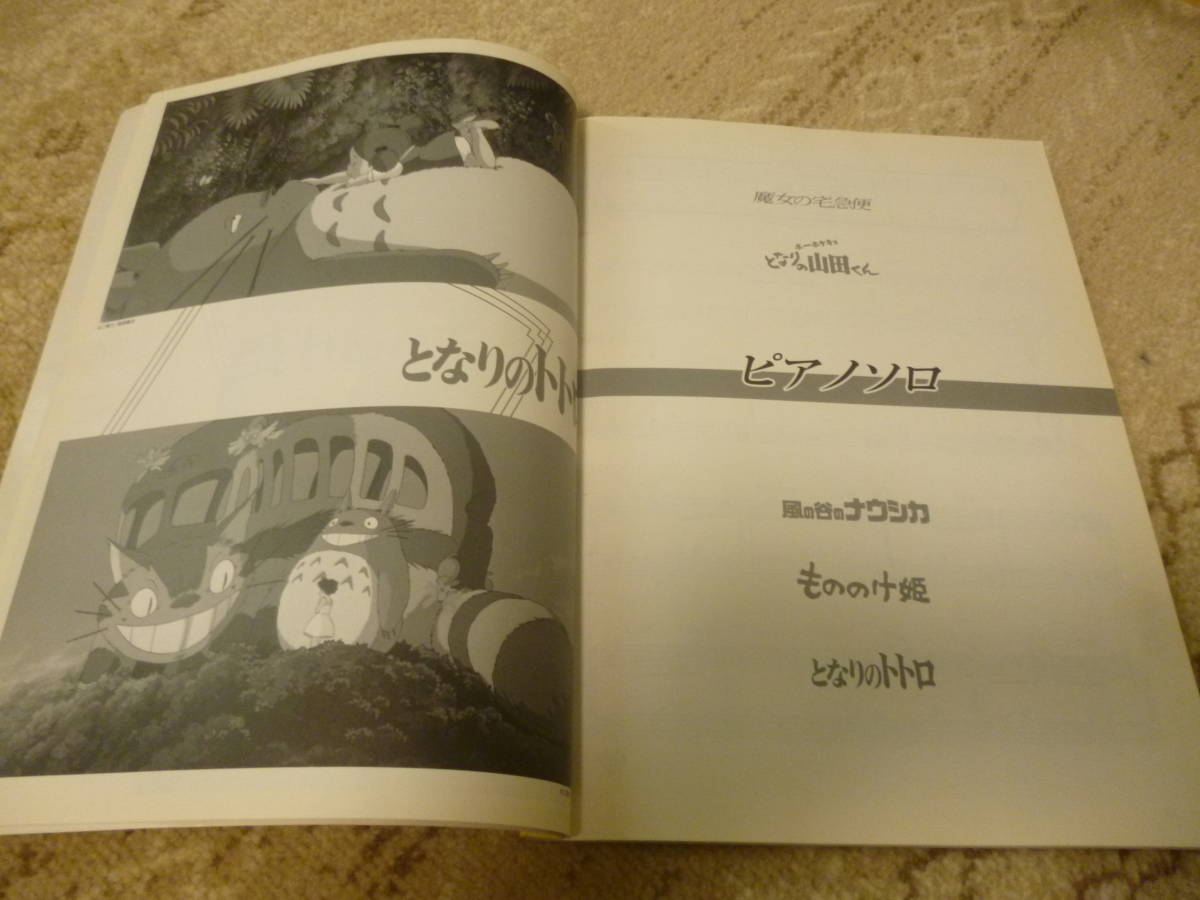 となりのトト
魔女の宅急便
ホーホケキョ
となりの山田くん
ピアノソロ
風の谷のナウシカ
もののけ姫
となりのトトロ